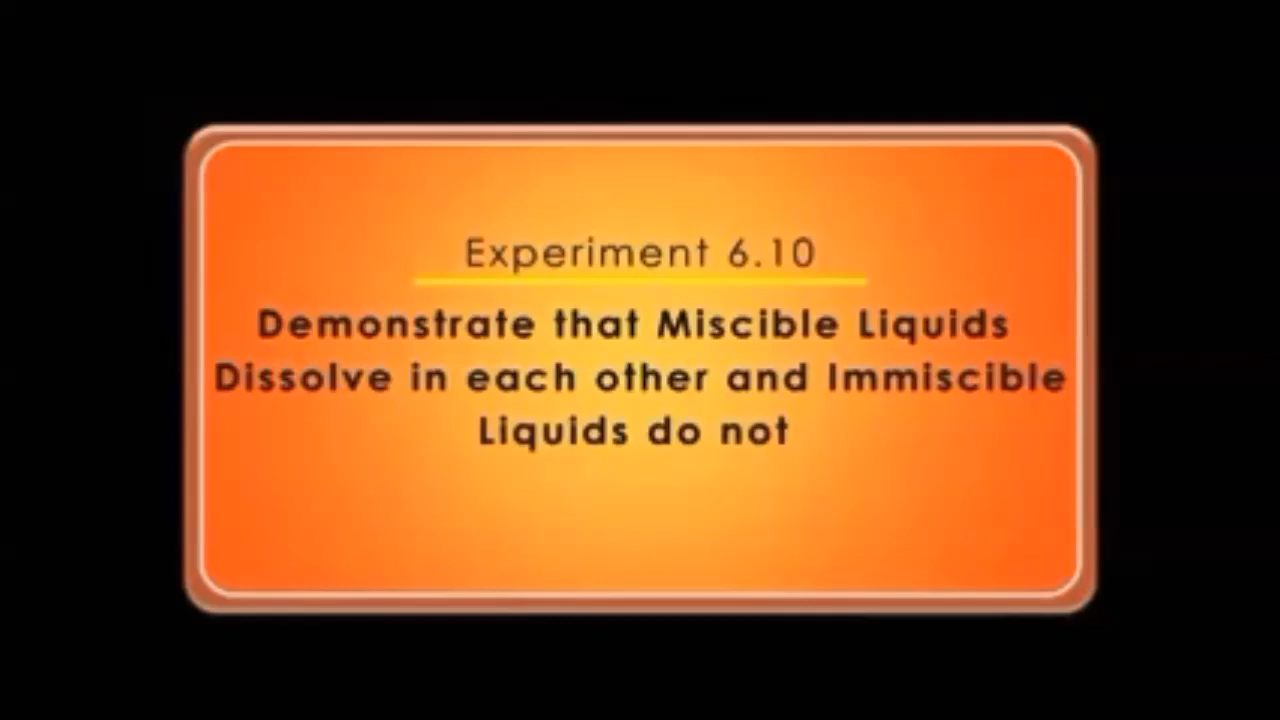 Experiment 6.10
Demonstrate that Miscible Liquids
Dissolve in each other and Immiscible
Liquids do not